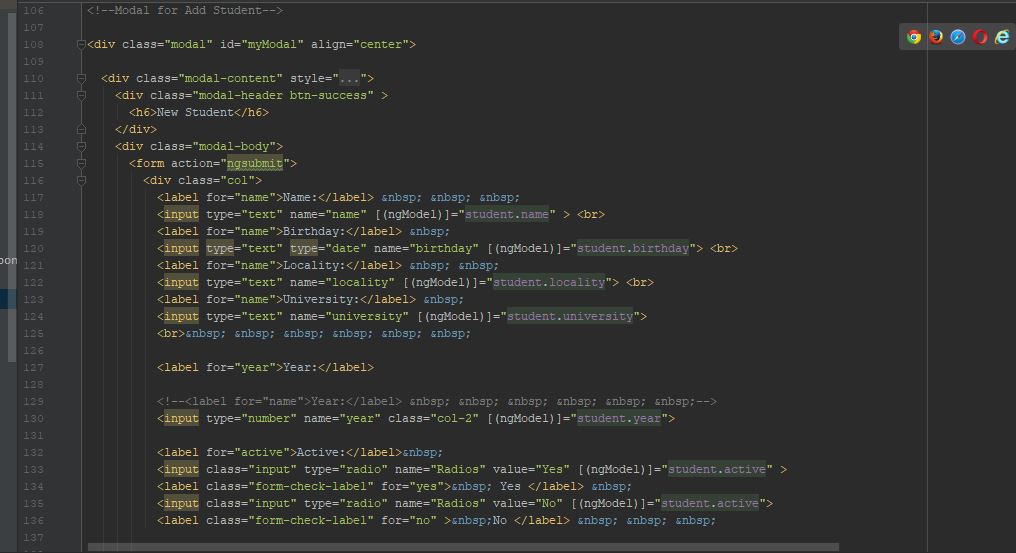 106 <!--Modal for Add Student-->
107
108 <div class="modal" id="myModal" align="center">
109
110 <div class="modal-content" style="...">
111 <div class="modal-header btn-success" >
112 <h6>New Student</h6>
113 </div>
114 <div class="modal-body">
115 <form action="ngsubmit">
116 <div class="col">
117 <label for="name">Name:</label> &nbsp; &nbsp; &nbsp;
118 <input type="text" name="name" [(ngModel)]="student.name" > <br>
119 <label for="name">Birthday:</label> &nbsp;
120 <input type="text" type="date" name="birthday" [(ngModel)]="student.birthday"> <br>
121 <label for="name">Locality:</label> &nbsp; &nbsp;
122 <input type="text" name="locality" [(ngModel)]="student.locality"> <br>
123 <label for="name">University:</label> &nbsp;
124 <input type="text" name="university" [(ngModel)]="student.university">
125 <br>&nbsp; &nbsp; &nbsp; &nbsp; &nbsp; &nbsp;
126
127 <label for="year">Year:</label>
128
129 <!--<label for="name">Year:</label> &nbsp; &nbsp; &nbsp; &nbsp; &nbsp; &nbsp;-->
130 <input type="number" name="year" class="col-2" [(ngModel)]="student.year">
131
132 <label for="active">Active:</label>&nbsp;
133 <input class="input" type="radio" name="Radios" value="Yes" [(ngModel)]="student.active" >
134 <label class="form-check-label" for="yes">&nbsp; Yes </label> &nbsp;
135 <input class="input" type="radio" name="Radios" value="No" [(ngModel)]="student.active">
136 <label class="form-check-label" for="no" >&nbsp;No </label> &nbsp; &nbsp; &nbsp;
137